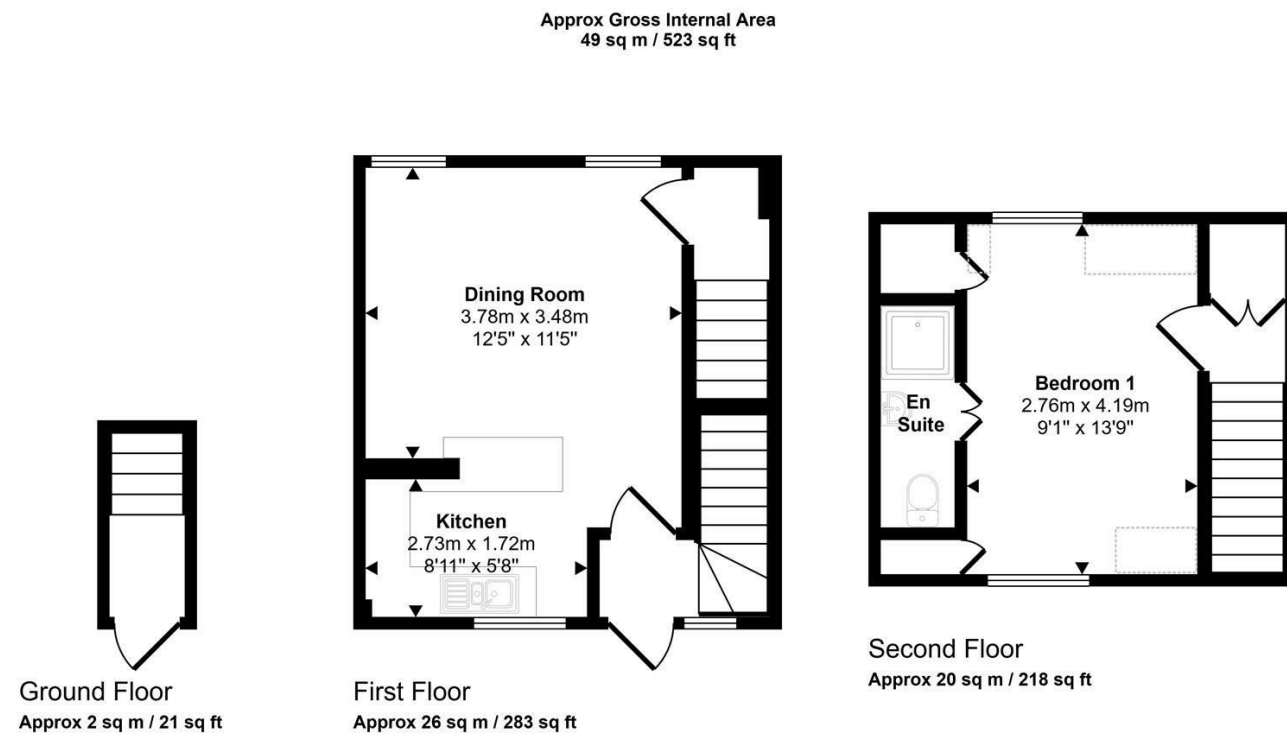 Approx Gross Internal Area
49 sq m / 523 sq ft
Dining Room
3.78m x 3.48m
12'5" x 11'5"
Kitchen
2.73m x 1.72m
8'11" x 5'8"
En
Suite
Bedroom 1
2.76m x 4.19m
9'1" x 13'9"
Ground Floor
Approx 2 sq m / 21 sq ft
First Floor
Approx 26 sq m / 283 sq ft
Second Floor
Approx 20 sq m / 218 sq ft